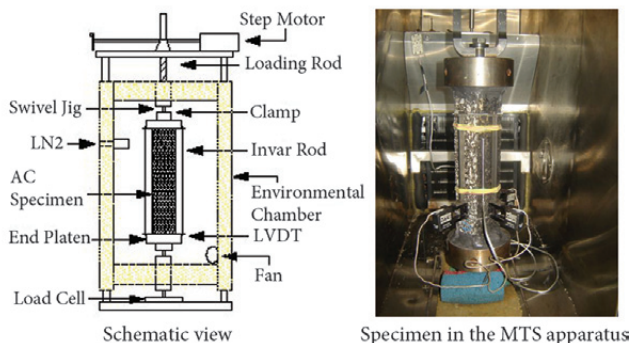 Step Motor
Loading Rod
Swivel Jig
Clamp
LN2
Invar Rod
AC
Specimen
Environmental
Chamber
End Platen
LVDT
Fan
Load Cell
Schematic view
Specimen in the MTS apparatus